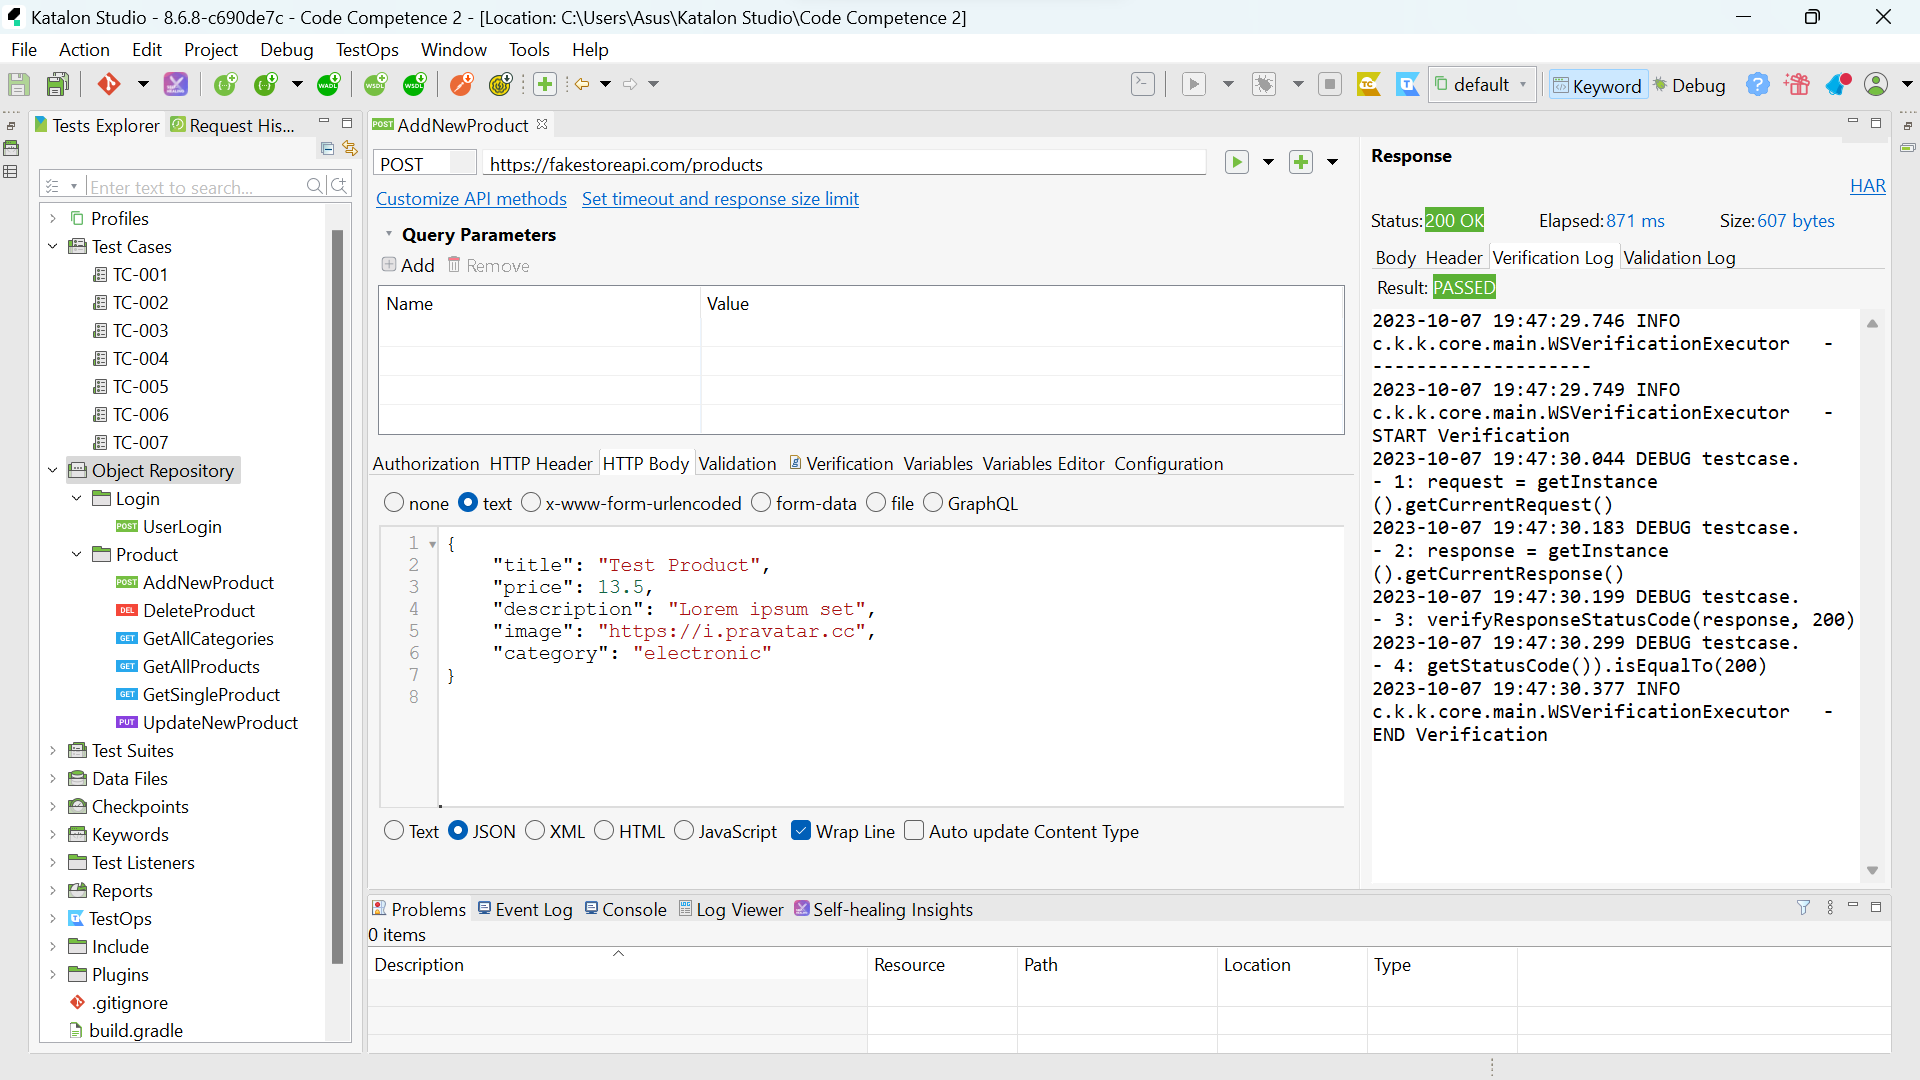 Katalon Studio - 8.6.8-c690de7c - Code Competence 2 - [Location: C:\Users\Asus\Katalon Studio\Code Competence 2]
File Action Edit Project Debug TestOps Window Tools Help
default Keyword Debug
Tests Explorer Request His...
Enter text to search...
Profiles
Test Cases
TC-001
TC-002
TC-003
TC-004
TC-005
TC-006
TC-007
Object Repository
Login
POST UserLogin
Product
POST AddNewProduct
DEL DeleteProduct
GET GetAllCategories
GET GetAllProducts
GET GetSingleProduct
PUT UpdateNewProduct
Test Suites
Data Files
Checkpoints
Keywords
Test Listeners
Reports
TestOps
Include
Plugins
.gitignore
build.gradle
POST AddNewProduct
POST https://fakestoreapi.com/products
Customize API methods Set timeout and response size limit
Query Parameters
Add Remove
Name Value
Authorization HTTP Header HTTP Body Validation Verification Variables Variables Editor Configuration
none text x-www-form-urlencoded form-data file GraphQL
1 {
2 "title": "Test Product",
3 "price": 13.5,
4 "description": "Lorem ipsum set",
5 "image": "https://i.pravatar.cc",
6 "category": "electronic"
7 }
8
Text JSON XML HTML JavaScript Wrap Line Auto update Content Type
Response
HAR
Status: 200 OK Elapsed: 871 ms Size: 607 bytes
Body Header Verification Log Validation Log
Result: PASSED
2023-10-07 19:47:29.746 INFO
c.k.k.core.main.WSVerificationExecutor -
--------------------
2023-10-07 19:47:29.749 INFO
c.k.k.core.main.WSVerificationExecutor -
START Verification
2023-10-07 19:47:30.044 DEBUG testcase.
- 1: request = getInstance
().getCurrentRequest()
2023-10-07 19:47:30.183 DEBUG testcase.
- 2: response = getInstance
().getCurrentResponse()
2023-10-07 19:47:30.199 DEBUG testcase.
- 3: verifyResponseStatusCode(response, 200)
2023-10-07 19:47:30.299 DEBUG testcase.
- 4: getStatusCode()).isEqualTo(200)
2023-10-07 19:47:30.377 INFO
c.k.k.core.main.WSVerificationExecutor -
END Verification
Problems Event Log Console Log Viewer Self-healing Insights
0 items
Description Resource Path Location Type